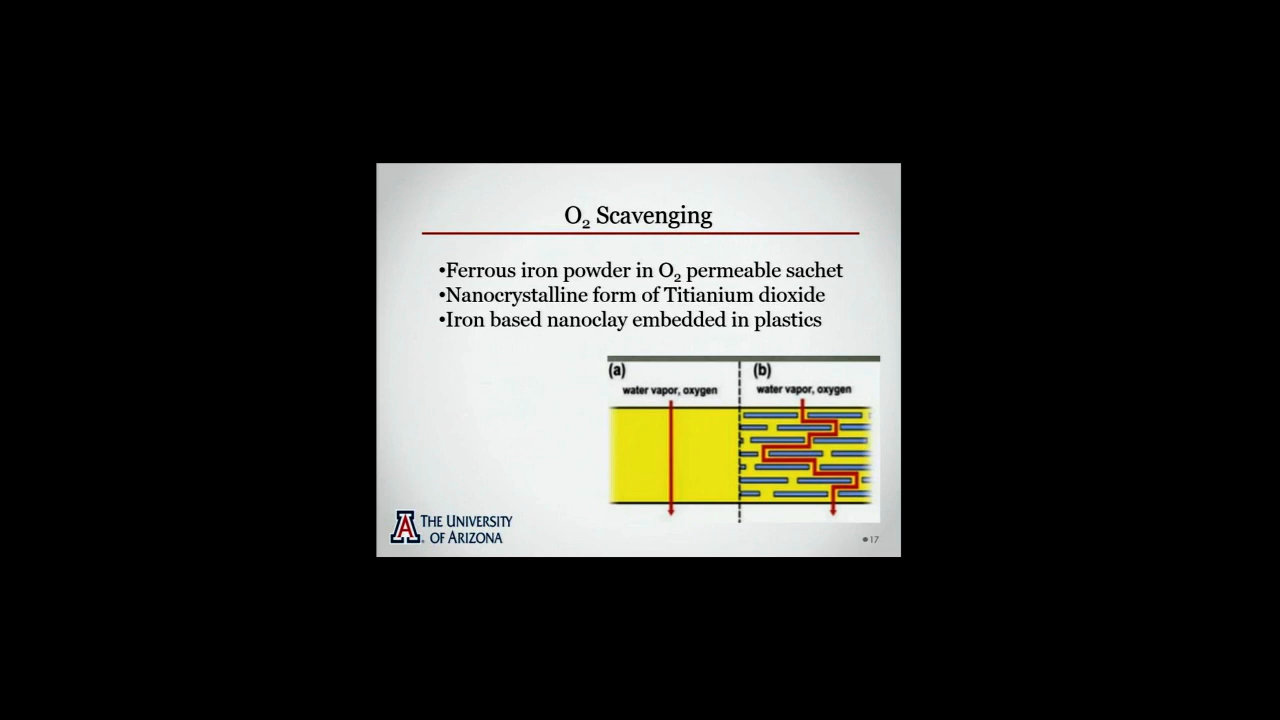 O₂ Scavenging
•Ferrous iron powder in O₂ permeable sachet
•Nanocrystalline form of Titianium dioxide
•Iron based nanoclay embedded in plastics
(a)
water vapor, oxygen
(b)
water vapor, oxygen
A
THE UNIVERSITY
OF ARIZONA
●17